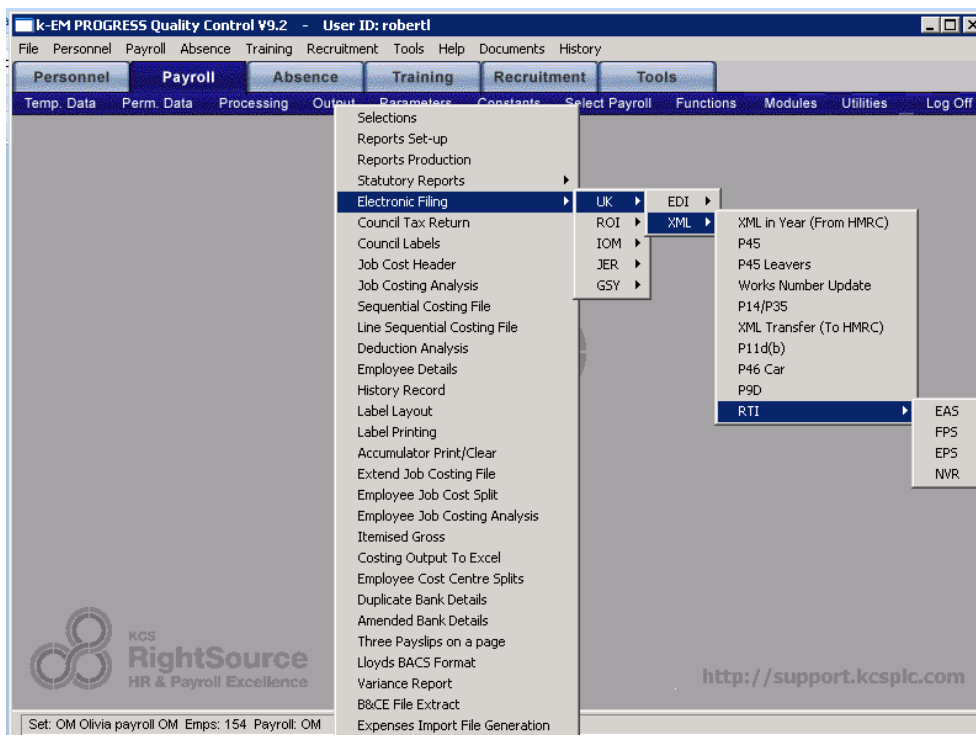 k-EM PROGRESS Quality Control V9.2 - User ID: robertl
File Personnel Payroll Absence Training Recruitment Tools Help Documents History
Personnel Payroll Absence Training Recruitment Tools
Temp. Data Perm. Data Processing Output Parameters Constants Select Payroll Functions Modules Utilities Log Off
Selections
Reports Set-up
Reports Production
Statutory Reports
Electronic Filing UK EDI
Council Tax Return ROI XML XML in Year (From HMRC)
Council Labels IOM P45
Job Cost Header JER P45 Leavers
Job Costing Analysis GSY Works Number Update
Sequential Costing File P14/P35
Line Sequential Costing File XML Transfer (To HMRC)
Deduction Analysis P11d(b)
Employee Details P46 Car
History Record P9D
Label Layout RTI EAS
Label Printing FPS
Accumulator Print/Clear EPS
Extend Job Costing File NVR
Employee Job Cost Split
Employee Job Costing Analysis
Itemised Gross
Costing Output To Excel
Employee Cost Centre Splits
Duplicate Bank Details
Amended Bank Details
Three Payslips on a page
Lloyds BACS Format
Variance Report
B&CE File Extract
Expenses Import File Generation
KCS
RightSource
HR & Payroll Excellence
http://support.kcsplc.com
Set: OM Olivia payroll OM Emps: 154 Payroll: OM